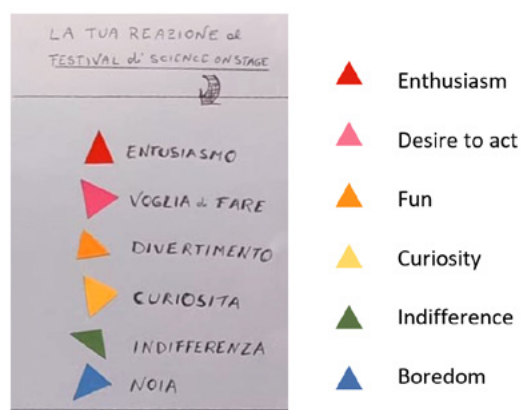 LA TUA REAZIONE al
FESTIVAL di SCIENCE ON STAGE
ENTUSIASMO
VOGLIA di FARE
DIVERTIMENTO
CURIOSITA
INDIFFERENZA
NOIA
Enthusiasm
Desire to act
Fun
Curiosity
Indifference
Boredom